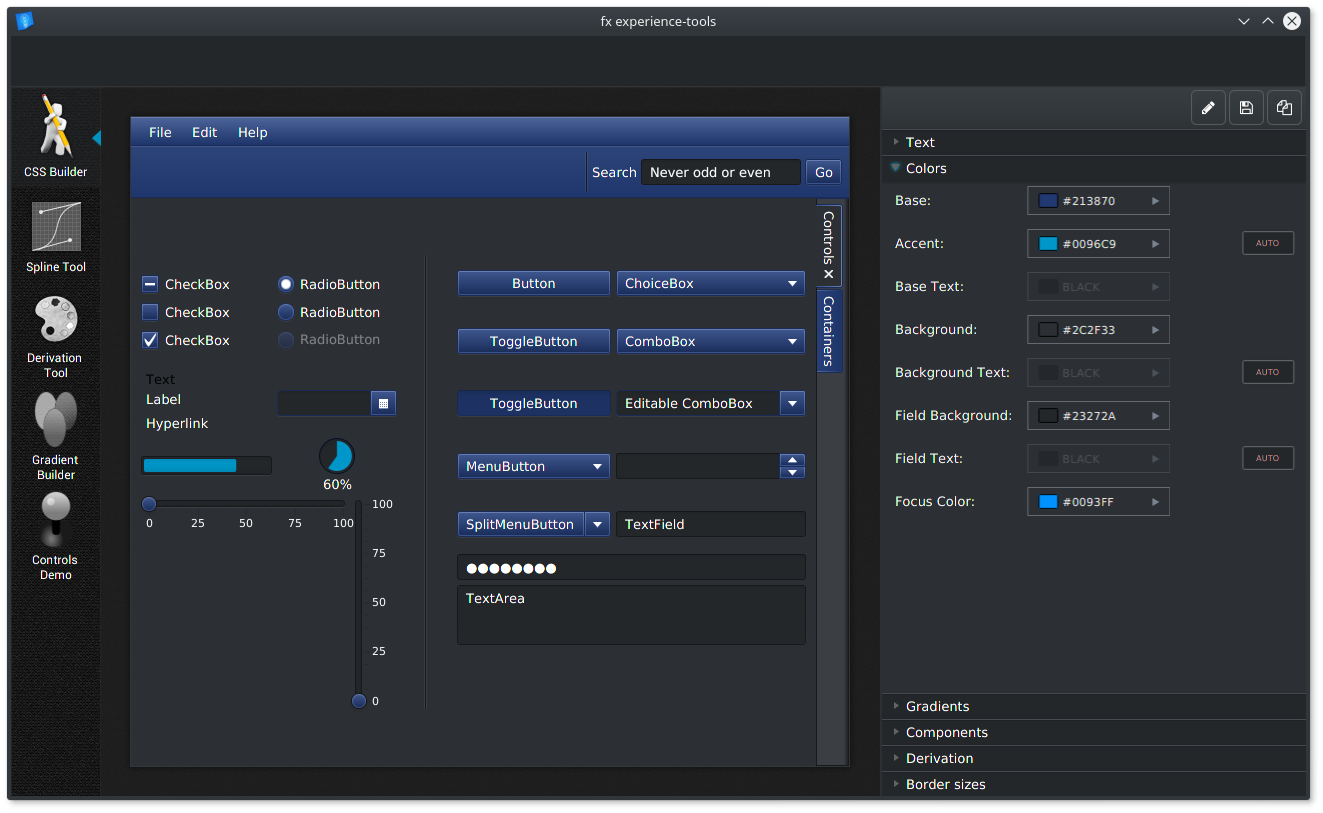 fx experience-tools
CSS Builder
Spline Tool
Derivation
Tool
Gradient
Builder
Controls
Demo
File Edit Help
Search Never odd or even Go
Controls
Containers
CheckBox RadioButton
CheckBox RadioButton
CheckBox RadioButton
Text
Label
Hyperlink
60%
0 25 50 75 100
100
75
50
25
0
Button ChoiceBox
ToggleButton ComboBox
ToggleButton Editable ComboBox
MenuButton
SplitMenuButton TextField
TextArea
Text
Colors
Base: #213870
Accent: #0096C9 AUTO
Base Text: BLACK
Background: #2C2F33
Background Text: BLACK AUTO
Field Background: #23272A
Field Text: BLACK AUTO
Focus Color: #0093FF
Gradients
Components
Derivation
Border sizes